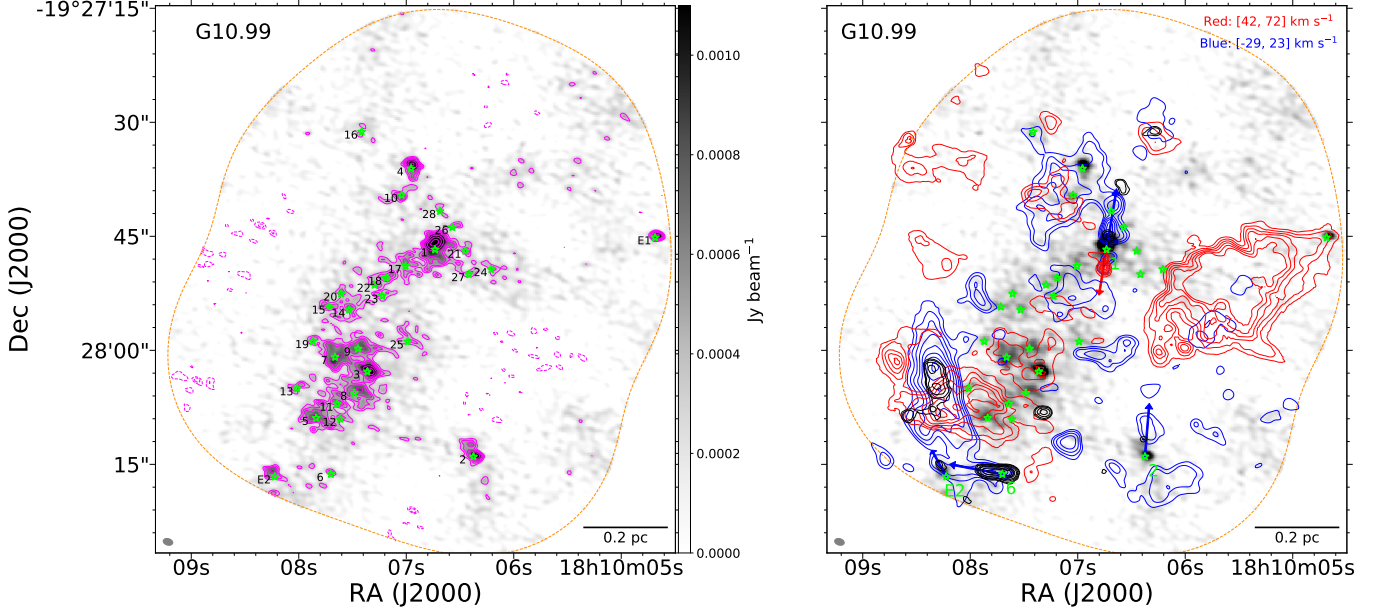 G10.99
-19°27'15"
30"
45"
28'00"
15"
Dec (J2000)
16
4
10
28
26
1
21
E1
17
27
24
18
22
23
20
15
14
19
9
25
7
3
13
8
11
5
12
2
E2
6
0.2 pc
09s
08s
07s
06s
18h10m05s
RA (J2000)
0.0010
0.0008
0.0006
0.0004
0.0002
0.0000
Jy beam⁻¹
G10.99
Red: [42, 72] km s⁻¹
Blue: [-29, 23] km s⁻¹
1
2
E2
6
0.2 pc
09s
08s
07s
06s
18h10m05s
RA (J2000)